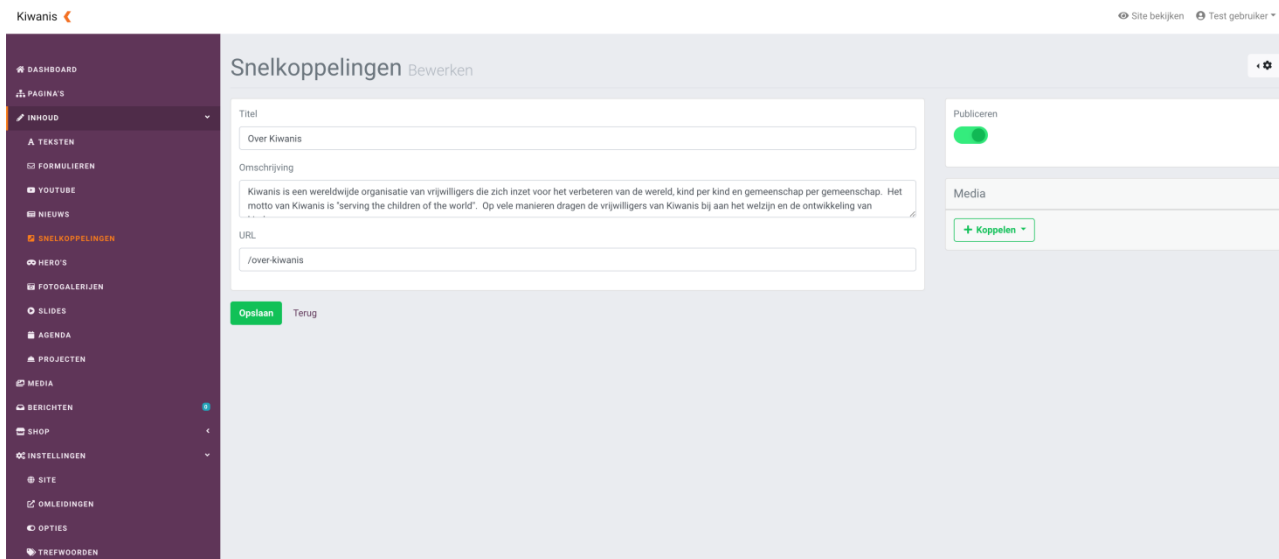 Kiwanis
Site bekijken
Test gebruiker
DASHBOARD
PAGINA'S
INHOUD
TEKSTEN
FORMULIEREN
YOUTUBE
NIEUWS
SNELKOPPELINGEN
HERO'S
FOTOGALERIJEN
SLIDES
AGENDA
PROJECTEN
MEDIA
BERICHTEN 0
SHOP
INSTELLINGEN
SITE
OMLEIDINGEN
OPTIES
TREFWOORDEN
Snelkoppelingen Bewerken
Titel
Over Kiwanis
Omschrijving
Kiwanis is een wereldwijde organisatie van vrijwilligers die zich inzet voor het verbeteren van de wereld, kind per kind en gemeenschap per gemeenschap. Het
motto van Kiwanis is "serving the children of the world". Op vele manieren dragen de vrijwilligers van Kiwanis bij aan het welzijn en de ontwikkeling van
URL
/over-kiwanis
Opslaan
Terug
Publiceren
Media
+ Koppelen